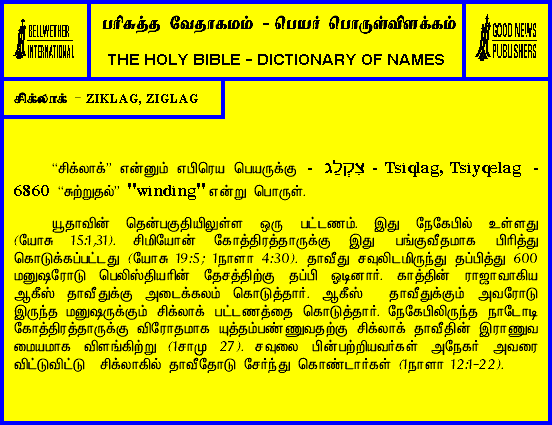 BELLWETHER
INTERNATIONAL
பரிசுத்த வேதாகமம் - பெயர் பொருள்விளக்கம்
THE HOLY BIBLE - DICTIONARY OF NAMES
GOOD NEWS
PUBLISHERS
சிக்லாக் - ZIKLAG, ZIGLAG
“சிக்லாக்” என்னும் எபிரெய பெயருக்கு - צִקְלַג - Tsiqlag, Tsiyqelag -
6860 “சுற்றுதல்” "winding" என்று பொருள்.
யூதாவின் தென்பகுதியிலுள்ள ஒரு பட்டணம். இது நேகேபில் உள்ளது
(யோசு 15:1,31). சிமியோன் கோத்திரத்தாருக்கு இது பங்குவீதமாக பிரித்து
கொடுக்கப்பட்டது (யோசு 19:5; 1நாளா 4:30). தாவீது சவுலிடமிருந்து தப்பித்து 600
மனுஷரோடு பெலிஸ்தியரின் தேசத்திற்கு தப்பி ஓடினார். காத்தின் ராஜாவாகிய
ஆகீஸ் தாவீதுக்கு அடைக்கலம் கொடுத்தார். ஆகீஸ் தாவீதுக்கும் அவரோடு
இருந்த மனுஷருக்கும் சிக்லாக் பட்டணத்தை கொடுத்தார். நேகேபிலிருந்த நாடோடி
கோத்திரத்தாருக்கு விரோதமாக யுத்தம்பண்ணுவதற்கு சிக்லாக் தாவீதின் இராணுவ
மையமாக விளங்கிற்று (1சாமு 27). சவுலை பின்பற்றியவர்கள் அநேகர் அவரை
விட்டுவிட்டு சிக்லாகில் தாவீதோடு சேர்ந்து கொண்டார்கள் (1நாளா 12:1-22).